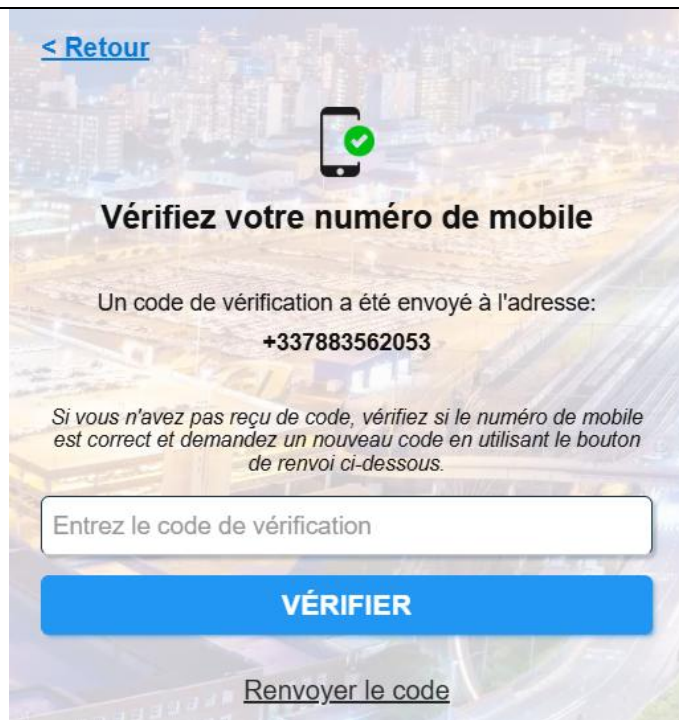 < Retour
Vérifiez votre numéro de mobile
Un code de vérification a été envoyé à l'adresse:
+337883562053
Si vous n'avez pas reçu de code, vérifiez si le numéro de mobile
est correct et demandez un nouveau code en utilisant le bouton
de renvoi ci-dessous.
Entrez le code de vérification
VÉRIFIER
Renvoyer le code